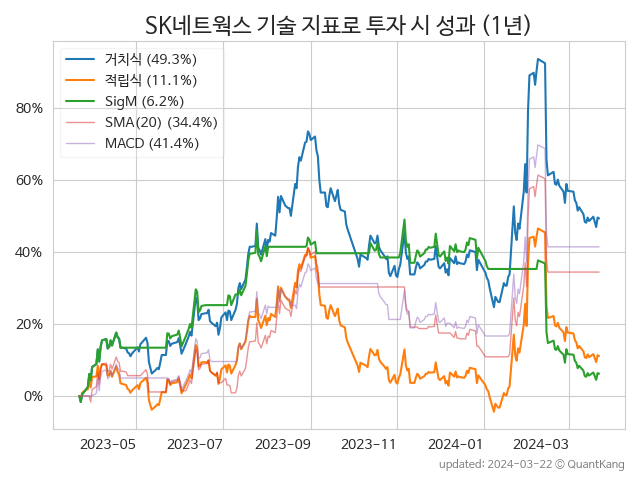 SK네트웍스 기술 지표로 투자 시 성과 (1년)
거치식 (49.3%)
적립식 (11.1%)
SigM (6.2%)
SMA(20) (34.4%)
MACD (41.4%)
80%
60%
40%
20%
0%
2023-05 2023-07 2023-09 2023-11 2024-01 2024-03
updated: 2024-03-22 © QuantKang